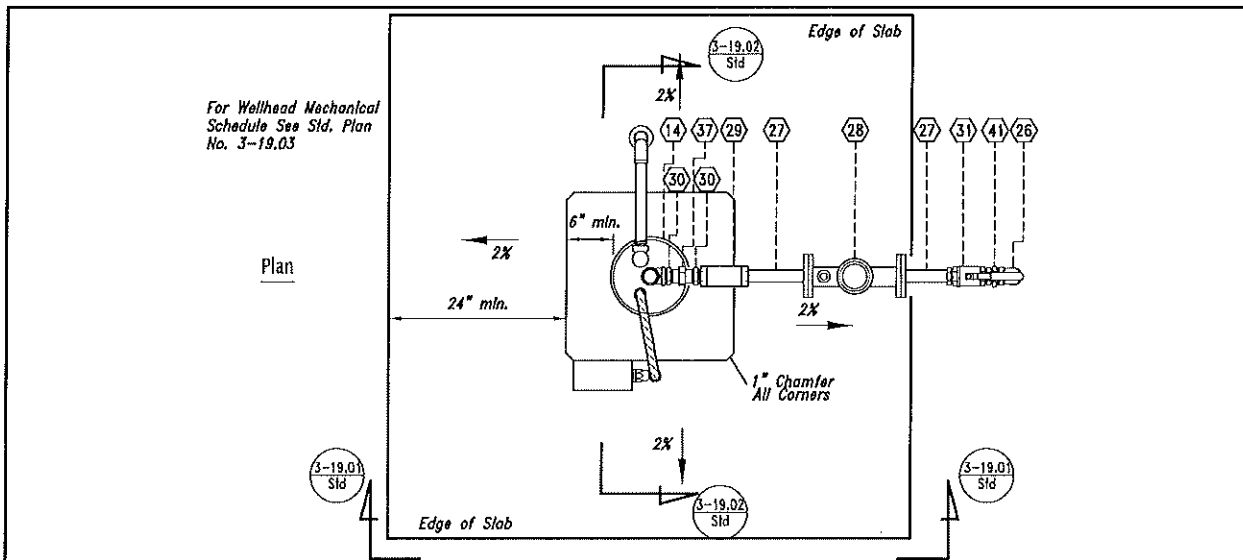 Edge of Slab
3-19.02
Std
2%
For Wellhead Mechanical
Schedule See Std. Plan
No. 3-19.03
14
37
29
27
28
27
31
41
26
30
30
6" min.
2%
Plan
24" min.
2%
1" Chamfer
All Corners
2%
3-19.01
Std
3-19.01
Std
3-19.02
Std
Edge of Slab